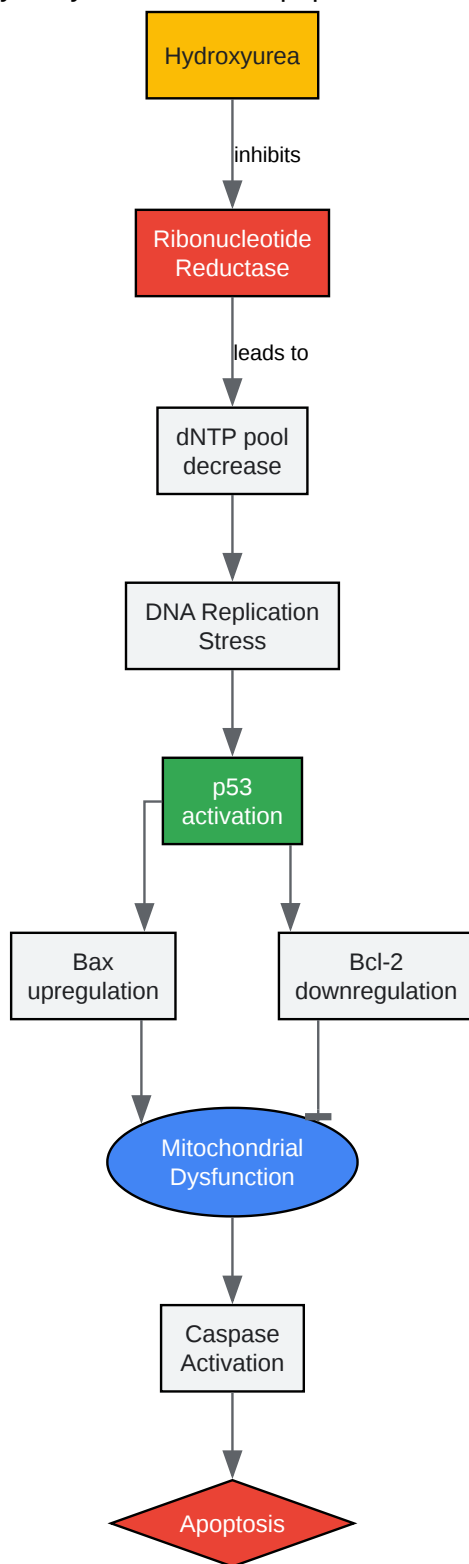 Hydroxyurea
inhibits
Ribonucleotide
Reductase
leads to
dNTP pool
decrease
DNA Replication
Stress
p53
activation
Bax
upregulation
Bcl-2
downregulation
Mitochondrial
Dysfunction
Caspase
Activation
Apoptosis